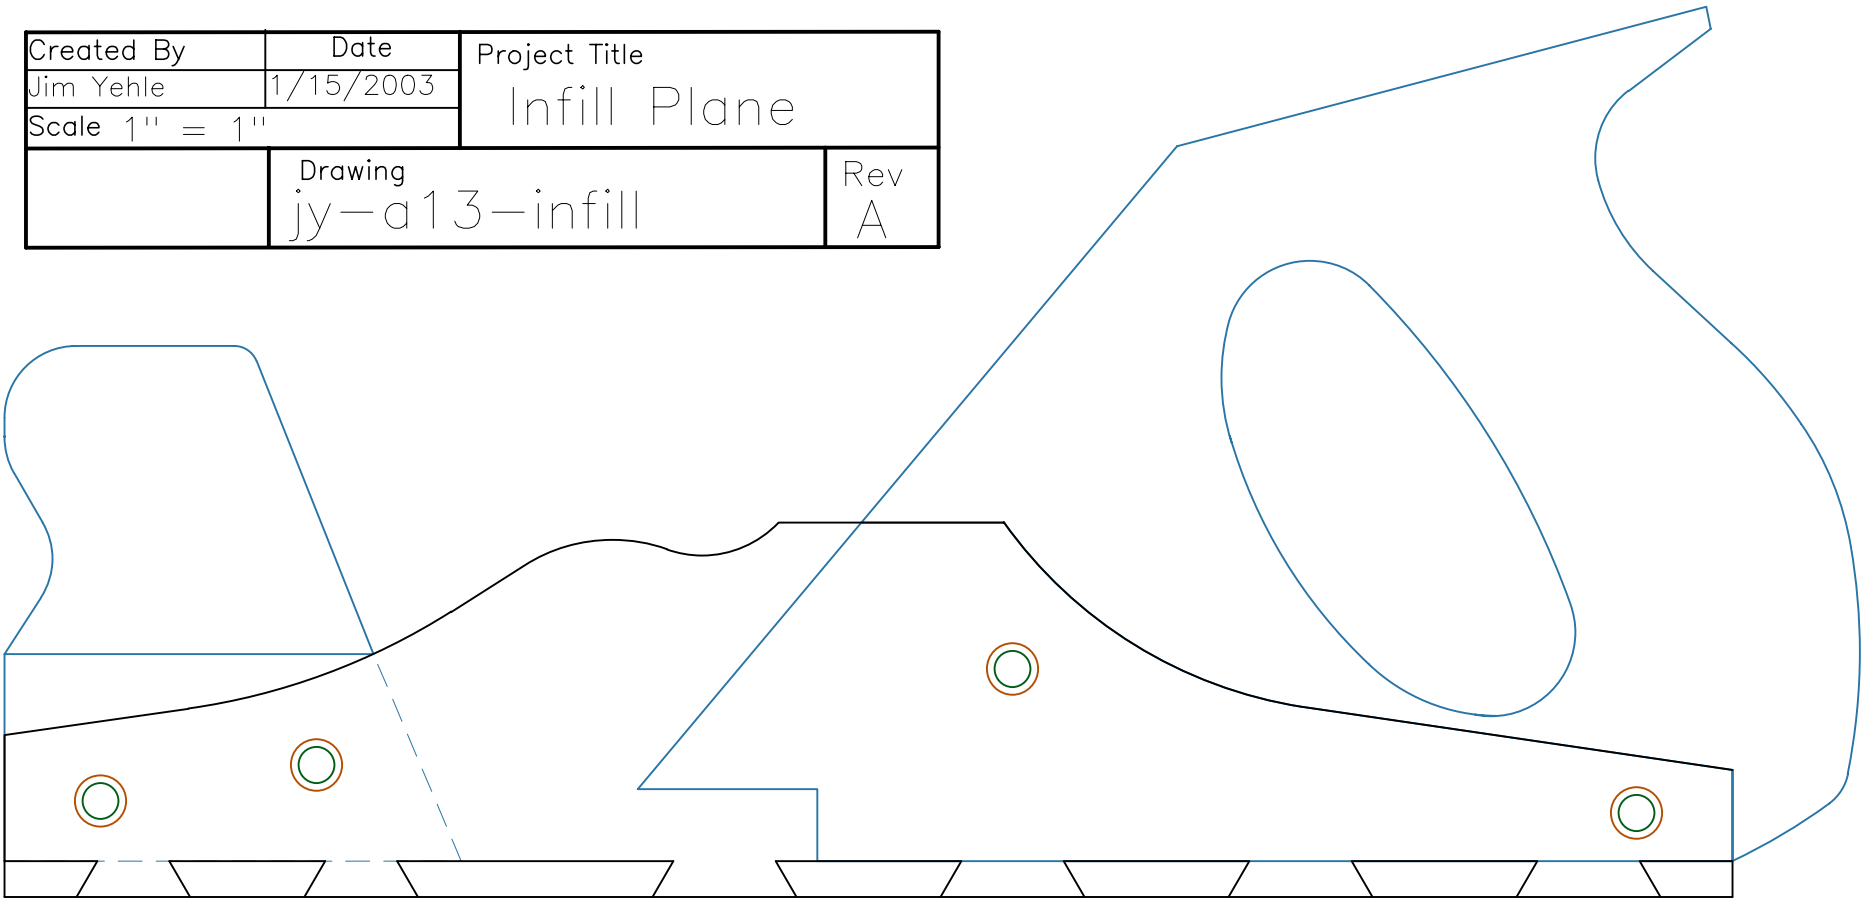 Created By
Date
Jim Yehle
1/15/2003
Scale 1" = 1"
Project Title
Infill Plane
Drawing
jy-a13-infill
Rev
A